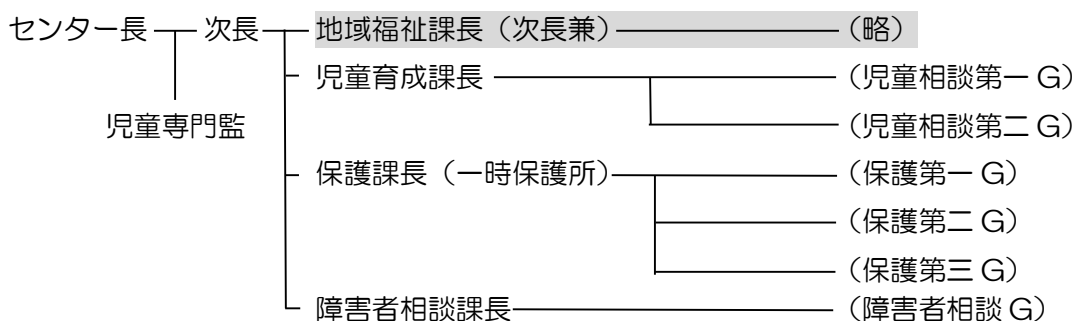 センター長 次長 地域福祉課長（次長兼） （略）
児童育成課長 （児童相談第一 G）
児童専門監 （児童相談第二 G）
保護課長（一時保護所） （保護第一 G）
（保護第二 G）
（保護第三 G）
障害者相談課長 （障害者相談 G）